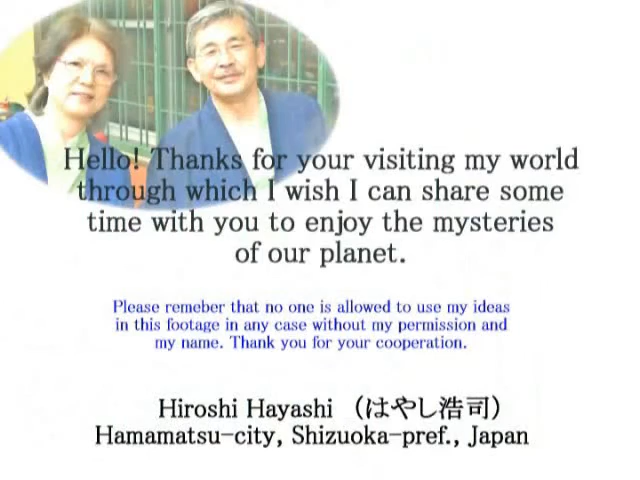 Hello! Thanks for your visiting my world
through which I wish I can share some
time with you to enjoy the mysteries
of our planet.
Please remeber that no one is allowed to use my ideas
in this footage in any case without my permission and
my name. Thank you for your cooperation.
Hiroshi Hayashi （はやし浩司）
Hamamatsu-city, Shizuoka-pref., Japan